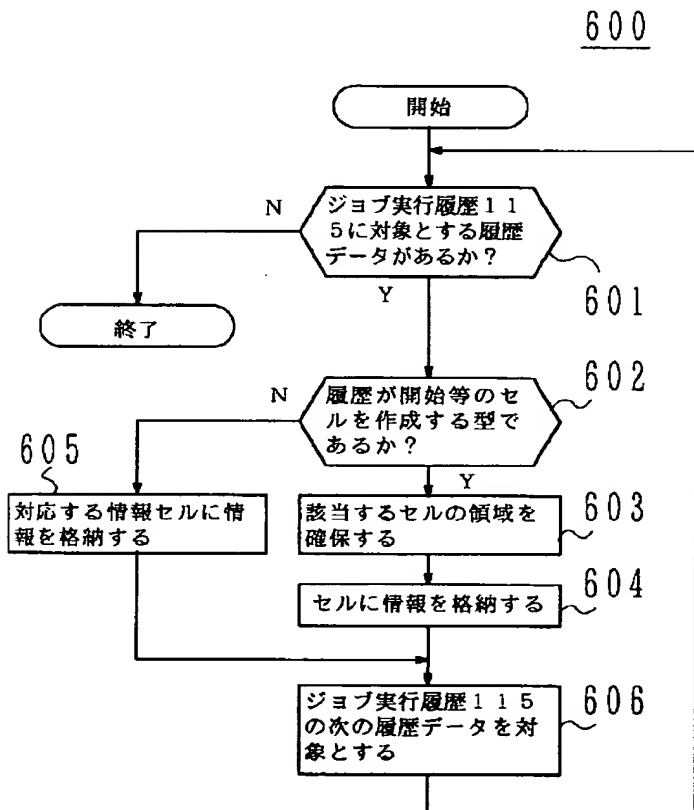 600
開始
N
ジョブ実行履歴11
5に対象とする履歴
データがあるか?
601
Y
終了
602
N
履歴が開始等のセ
ルを作成する型で
あるか?
605
Y
対応する情報セルに情
報を格納する
該当するセルの領域を
確保する
603
セルに情報を格納する
604
ジョブ実行履歴115
の次の履歴データを対
象とする
606